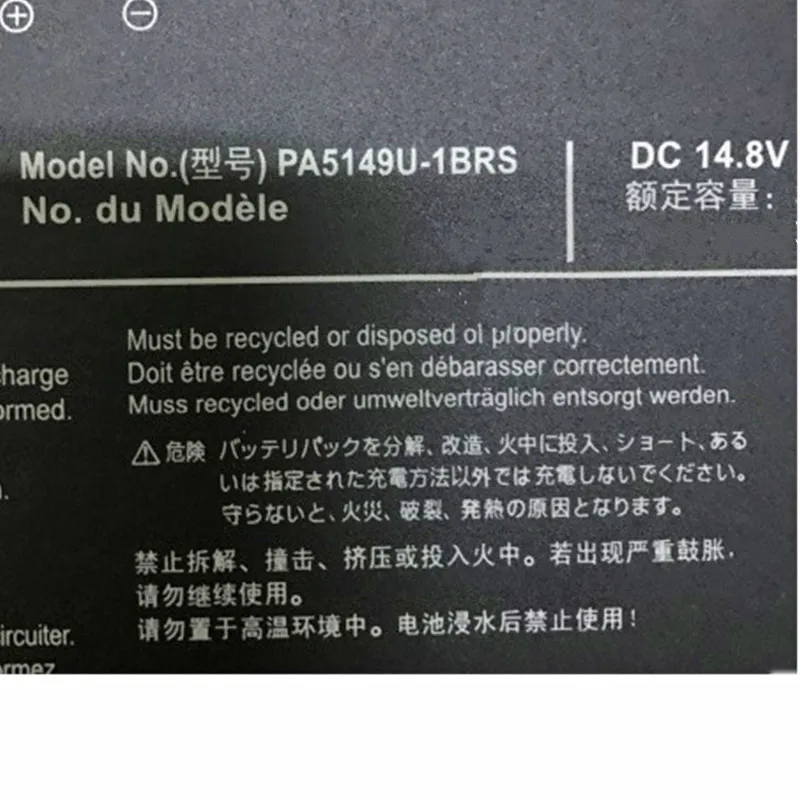 Model No.(型号) PA5149U-1BRS
No. du Modèle
DC 14.8V
额定容量:
Must be recycled or disposed of properly.
Doit être recyclée ou s'en débarasser correctement.
Muss recycled oder umweltverträglich entsorgt werden.
harge
ormed.
⚠ 危険 バッテリパックを分解、改造、火中に投入、ショート、ある
いは指定された充電方法以外では充電しないでください。
守らないと、火災、破裂、発熱の原因となります。
禁止拆解、撞击、挤压或投入火中。若出现严重鼓胀,
请勿继续使用。
请勿置于高温环境中。电池浸水后禁止使用!
ircuiter.
ormez